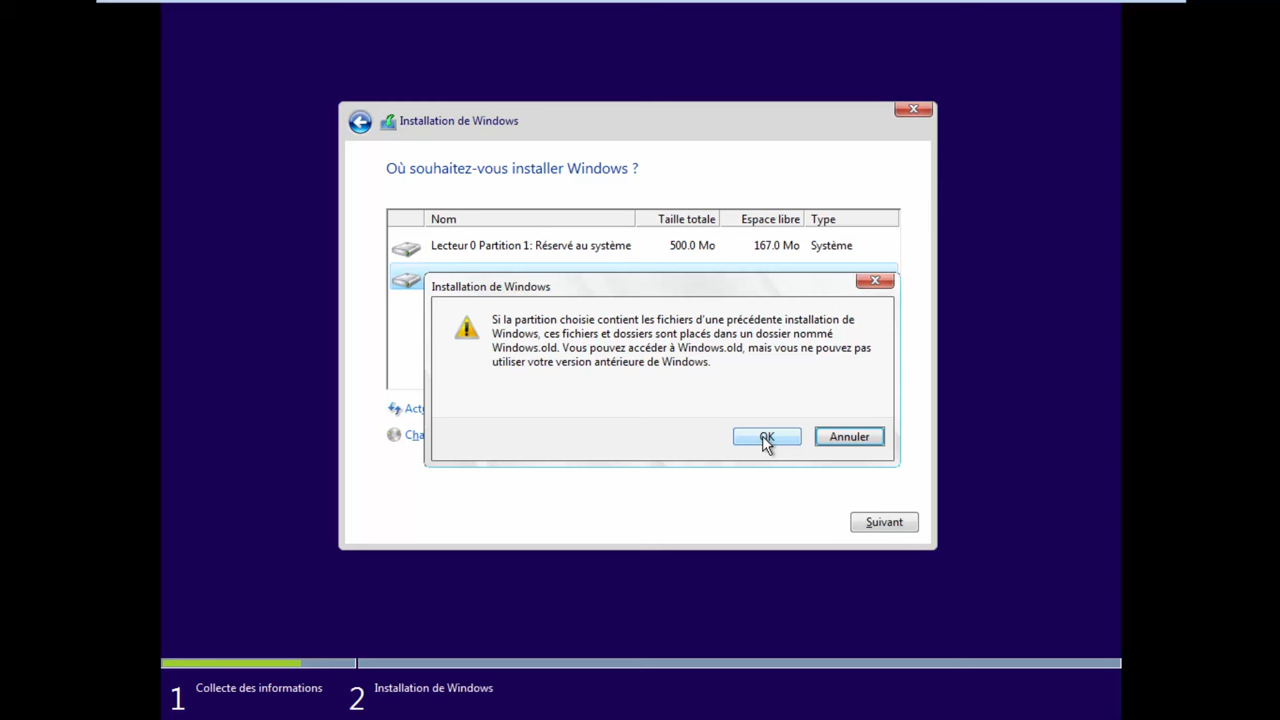 Installation de Windows
Où souhaitez-vous installer Windows ?
Nom Taille totale Espace libre Type
Lecteur 0 Partition 1: Réservé au système 500.0 Mo 167.0 Mo Système
Installation de Windows
Si la partition choisie contient les fichiers d'une précédente installation de
Windows, ces fichiers et dossiers sont placés dans un dossier nommé
Windows.old. Vous pouvez accéder à Windows.old, mais vous ne pouvez pas
utiliser votre version antérieure de Windows.
OK Annuler
Suivant
1 Collecte des informations 2 Installation de Windows